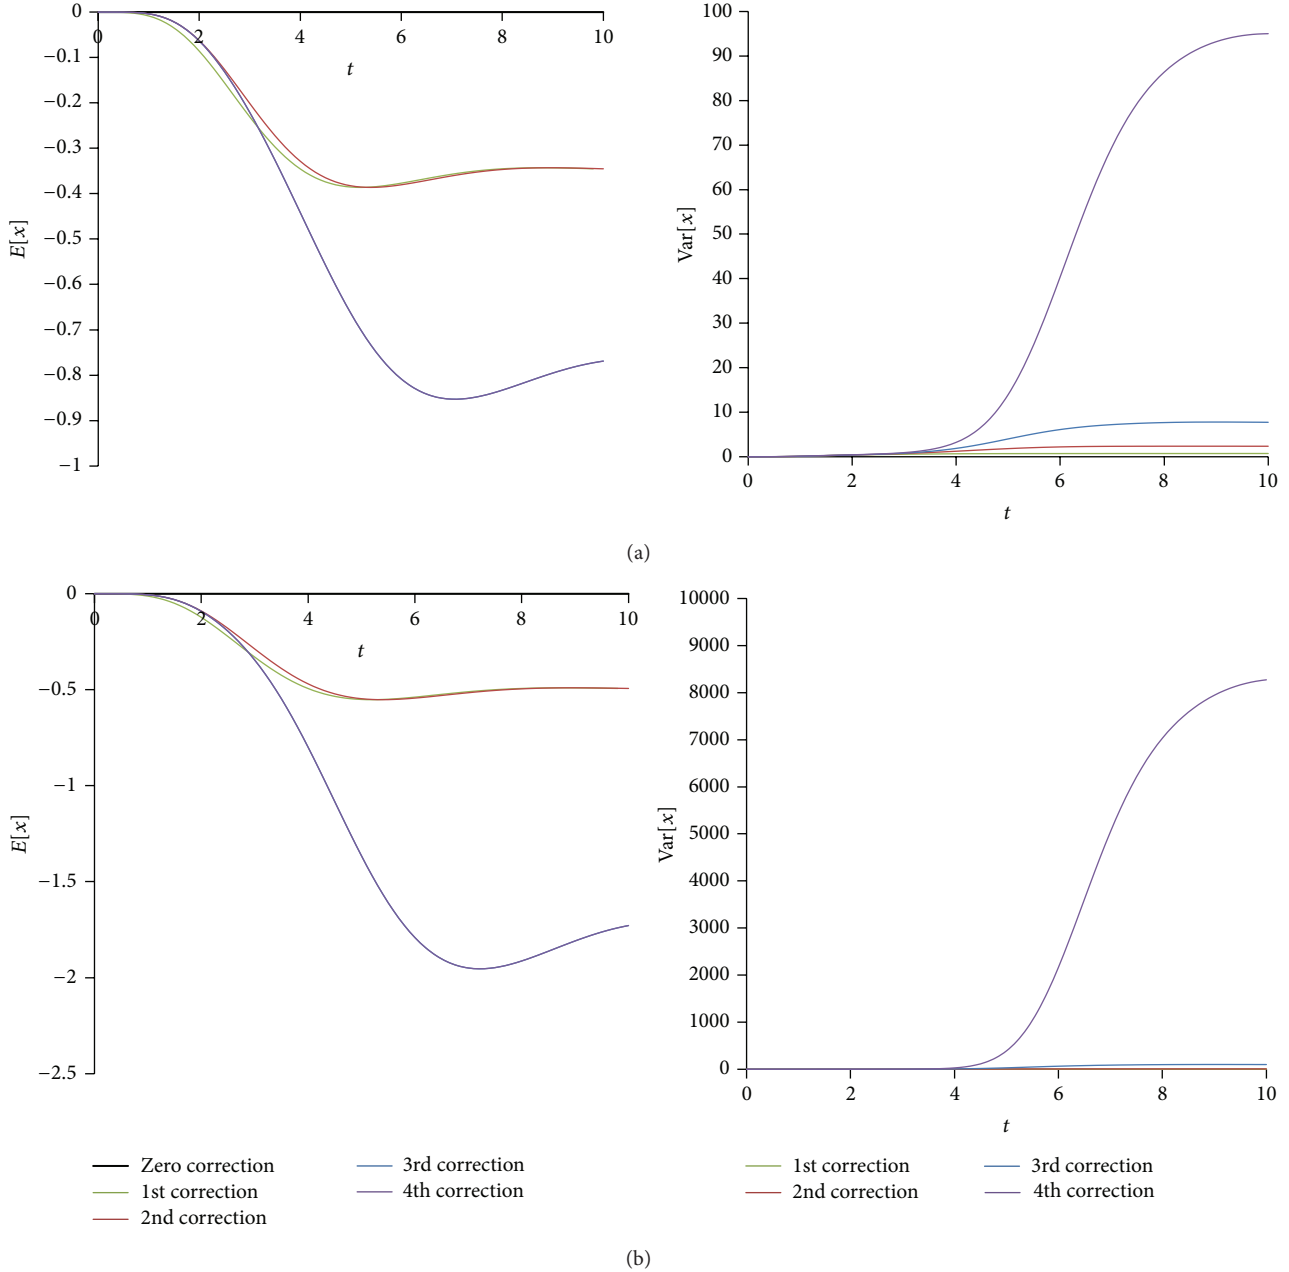 0
−0.1
−0.2
−0.3
−0.4
−0.5
−0.6
−0.7
−0.8
−0.9
−1
E[x]
0 2 4 6 8 10
t
100
90
80
70
60
50
40
30
20
10
0
Var[x]
0 2 4 6 8 10
t
(a)
0
−0.5
−1
−1.5
−2
−2.5
E[x]
0 2 4 6 8 10
t
10000
9000
8000
7000
6000
5000
4000
3000
2000
1000
0
Var[x]
0 2 4 6 8 10
t
Zero correction
1st correction
2nd correction
3rd correction
4th correction
1st correction
2nd correction
3rd correction
4th correction
(b)